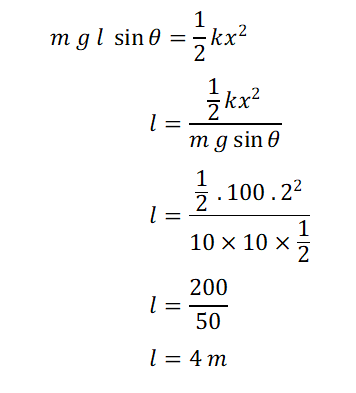 m g l sin θ = 1/2 kx²
l = (1/2 kx²)/(m g sin θ)
l = (1/2 . 100 . 2²)/(10 × 10 × 1/2)
l = 200/50
l = 4 m